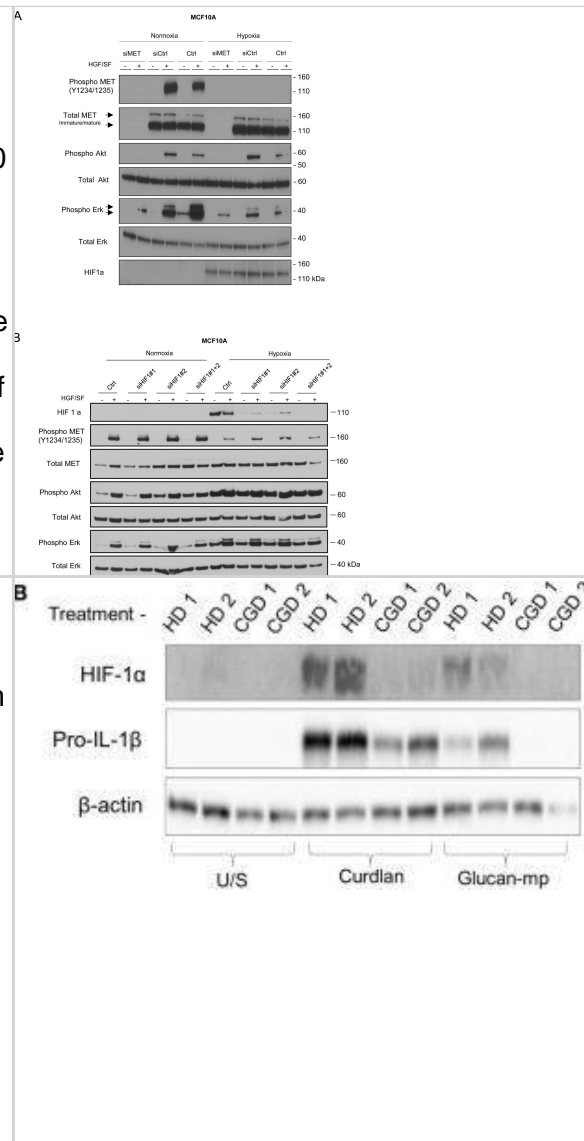 A
MCF10A
Normoxia Hypoxia
siMET siCtrl Ctrl siMET siCtrl Ctrl
HGF/SF - + - + - + - + - + - +
Phospho MET
(Y1234/1235)
- 160
- 110
Total MET
Immature/mature
- 160
- 110
Phospho Akt
- 60
- 50
Total Akt
- 60
Phospho Erk
- 40
Total Erk
- 40
HIF1a
- 160
- 110 kDa
0
e
f
e
n
B
MCF10A
Normoxia Hypoxia
Ctrl siHIF1#1 siHIF1#2 siHIF1#1+2 Ctrl siHIF1#1 siHIF1#2 siHIF1#1+2
HGF/SF - + - + - + - + - + - + - + - +
HIF 1 a
-110
Phospho MET
(Y1234/1235)
-160
Total MET
-160
Phospho Akt
- 60
Total Akt
- 60
Phospho Erk
- 40
Total Erk
- 40 kDa
B
Treatment - HD 1 HD 2 CGD 1 CGD 2 HD 1 HD 2 CGD 1 CGD 2 HD 1 HD 2 CGD 1 CGD 2
HIF-1α
Pro-IL-1β
β-actin
U/S Curdlan Glucan-mp